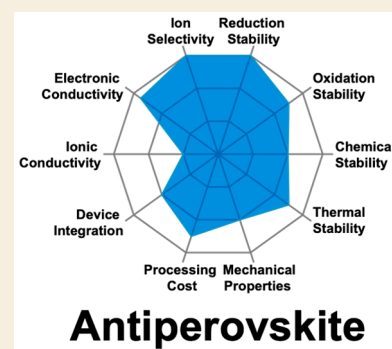 Ion Selectivity
Reduction Stability
Electronic Conductivity
Oxidation Stability
Ionic Conductivity
Chemical Stability
Device Integration
Thermal Stability
Processing Cost
Mechanical Properties
Antiperovskite